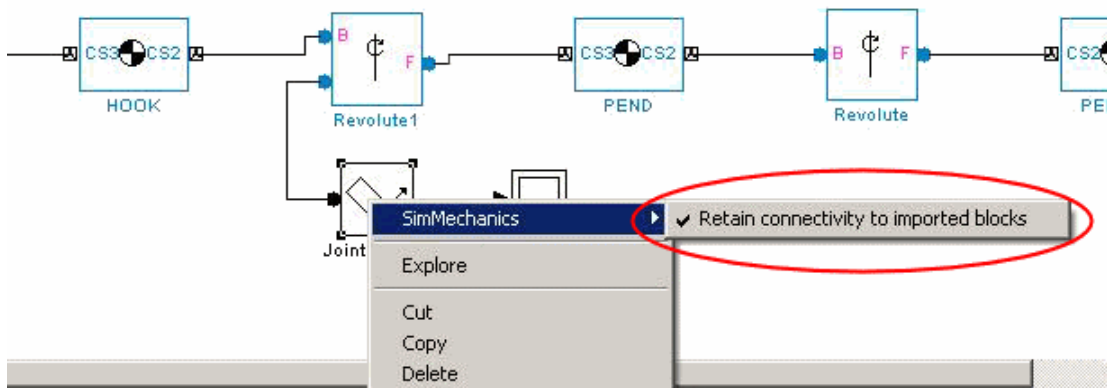 CS3 CS2
HOOK
B
F
Revolute1
CS3 CS2
PEND
B F
Revolute
CS2
Joint
SimMechanics
Retain connectivity to imported blocks
Explore
Cut
Copy
Delete